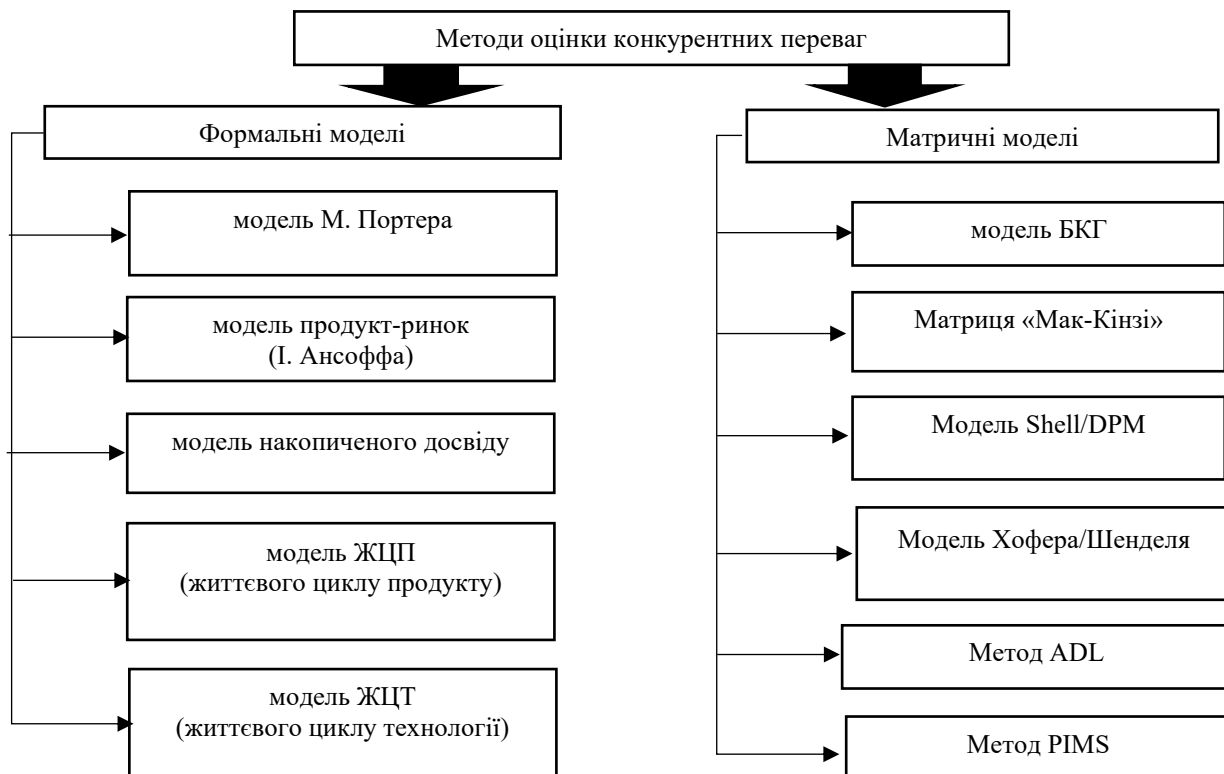 Методи оцінки конкурентних переваг
Формальні моделі
модель М. Портера
модель продукт-ринок
(І. Ансоффа)
модель накопиченого досвіду
модель ЖЦП
(життєвого циклу продукту)
модель ЖЦТ
(життєвого циклу технології)
Матричні моделі
модель БКГ
Матриця «Мак-Кінзі»
Модель Shell/DPM
Модель Хофера/Шенделя
Метод ADL
Метод PIMS